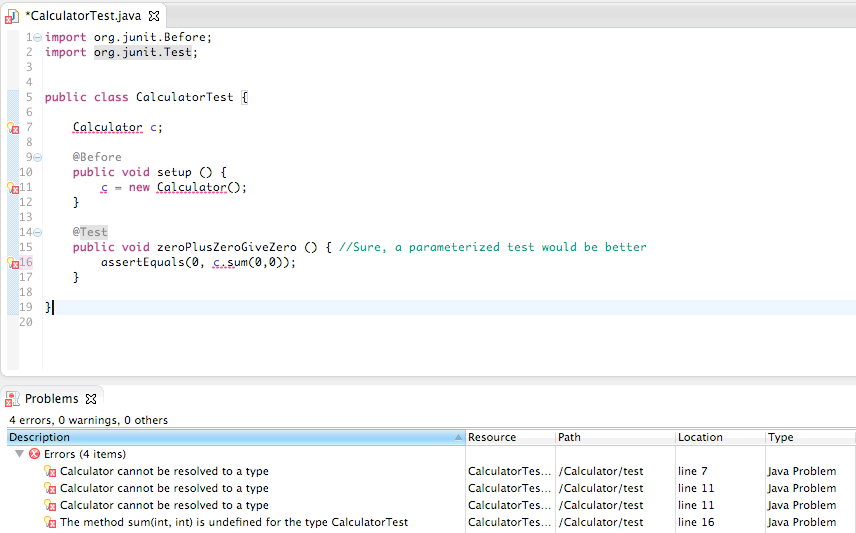 *CalculatorTest.java
1 import org.junit.Before;
2 import org.junit.Test;
3
4
5 public class CalculatorTest {
6
7 Calculator c;
8
9 @Before
10 public void setup () {
11 c = new Calculator();
12 }
13
14 @Test
15 public void zeroPlusZeroGiveZero () { //Sure, a parameterized test would be better
16 assertEquals(0, c.sum(0,0));
17 }
18
19 }
20
Problems
4 errors, 0 warnings, 0 others
Description Resource Path Location Type
Errors (4 items)
Calculator cannot be resolved to a type CalculatorTes... /Calculator/test line 7 Java Problem
Calculator cannot be resolved to a type CalculatorTes... /Calculator/test line 11 Java Problem
Calculator cannot be resolved to a type CalculatorTes... /Calculator/test line 11 Java Problem
The method sum(int, int) is undefined for the type CalculatorTest CalculatorTes... /Calculator/test line 16 Java Problem